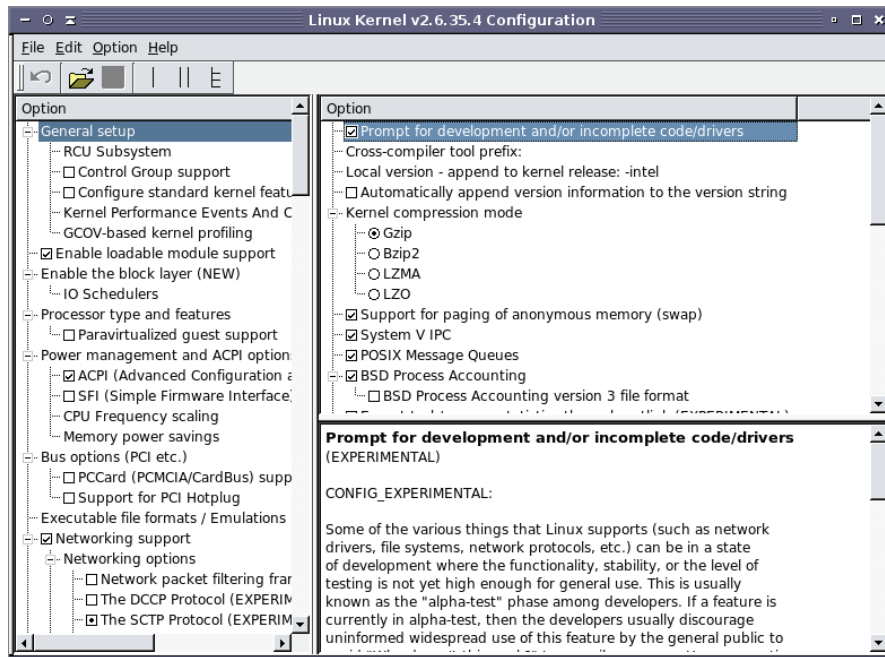 Linux Kernel v2.6.35.4 Configuration
File Edit Option Help
Option
General setup
RCU Subsystem
Control Group support
Configure standard kernel featu
Kernel Performance Events And C
GCOV-based kernel profiling
Enable loadable module support
Enable the block layer (NEW)
IO Schedulers
Processor type and features
Paravirtualized guest support
Power management and ACPI option
ACPI (Advanced Configuration a
SFI (Simple Firmware Interface)
CPU Frequency scaling
Memory power savings
Bus options (PCI etc.)
PCCard (PCMCIA/CardBus) supp
Support for PCI Hotplug
Executable file formats / Emulations
Networking support
Networking options
Network packet filtering fran
The DCCP Protocol (EXPERIM
The SCTP Protocol (EXPERIM
Option
Prompt for development and/or incomplete code/drivers
Cross-compiler tool prefix:
Local version - append to kernel release: -intel
Automatically append version information to the version string
Kernel compression mode
Gzip
Bzip2
LZMA
LZO
Support for paging of anonymous memory (swap)
System V IPC
POSIX Message Queues
BSD Process Accounting
BSD Process Accounting version 3 file format
Prompt for development and/or incomplete code/drivers
(EXPERIMENTAL)
CONFIG_EXPERIMENTAL:
Some of the various things that Linux supports (such as network
drivers, file systems, network protocols, etc.) can be in a state
of development where the functionality, stability, or the level of
testing is not yet high enough for general use. This is usually
known as the "alpha-test" phase among developers. If a feature is
currently in alpha-test, then the developers usually discourage
uninformed widespread use of this feature by the general public to